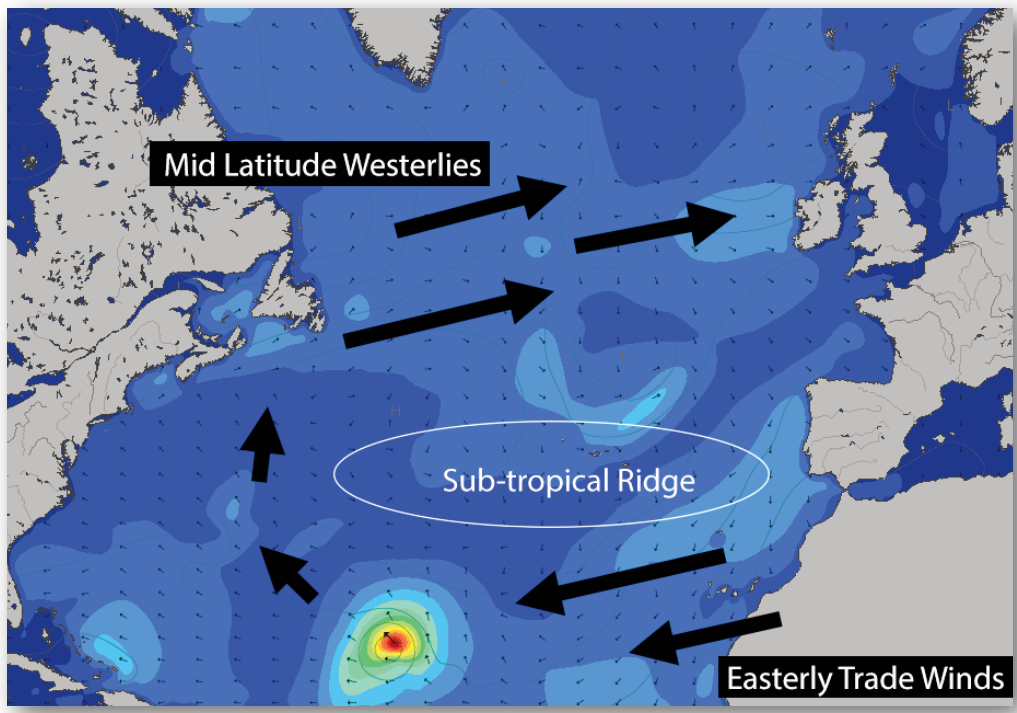 L
L
Mid Latitude Westerlies
L
H
Sub-tropical Ridge
Easterly Trade Winds